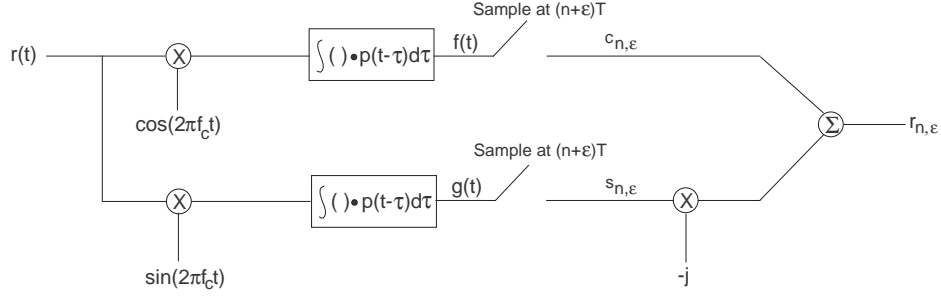 Sample at (n+ε)T
r(t)
X
∫( )•p(t-τ)dτ
f(t)
c_{n,ε}
cos(2πf_ct)
Σ
r_{n,ε}
Sample at (n+ε)T
X
∫( )•p(t-τ)dτ
g(t)
s_{n,ε}
X
sin(2πf_ct)
-j